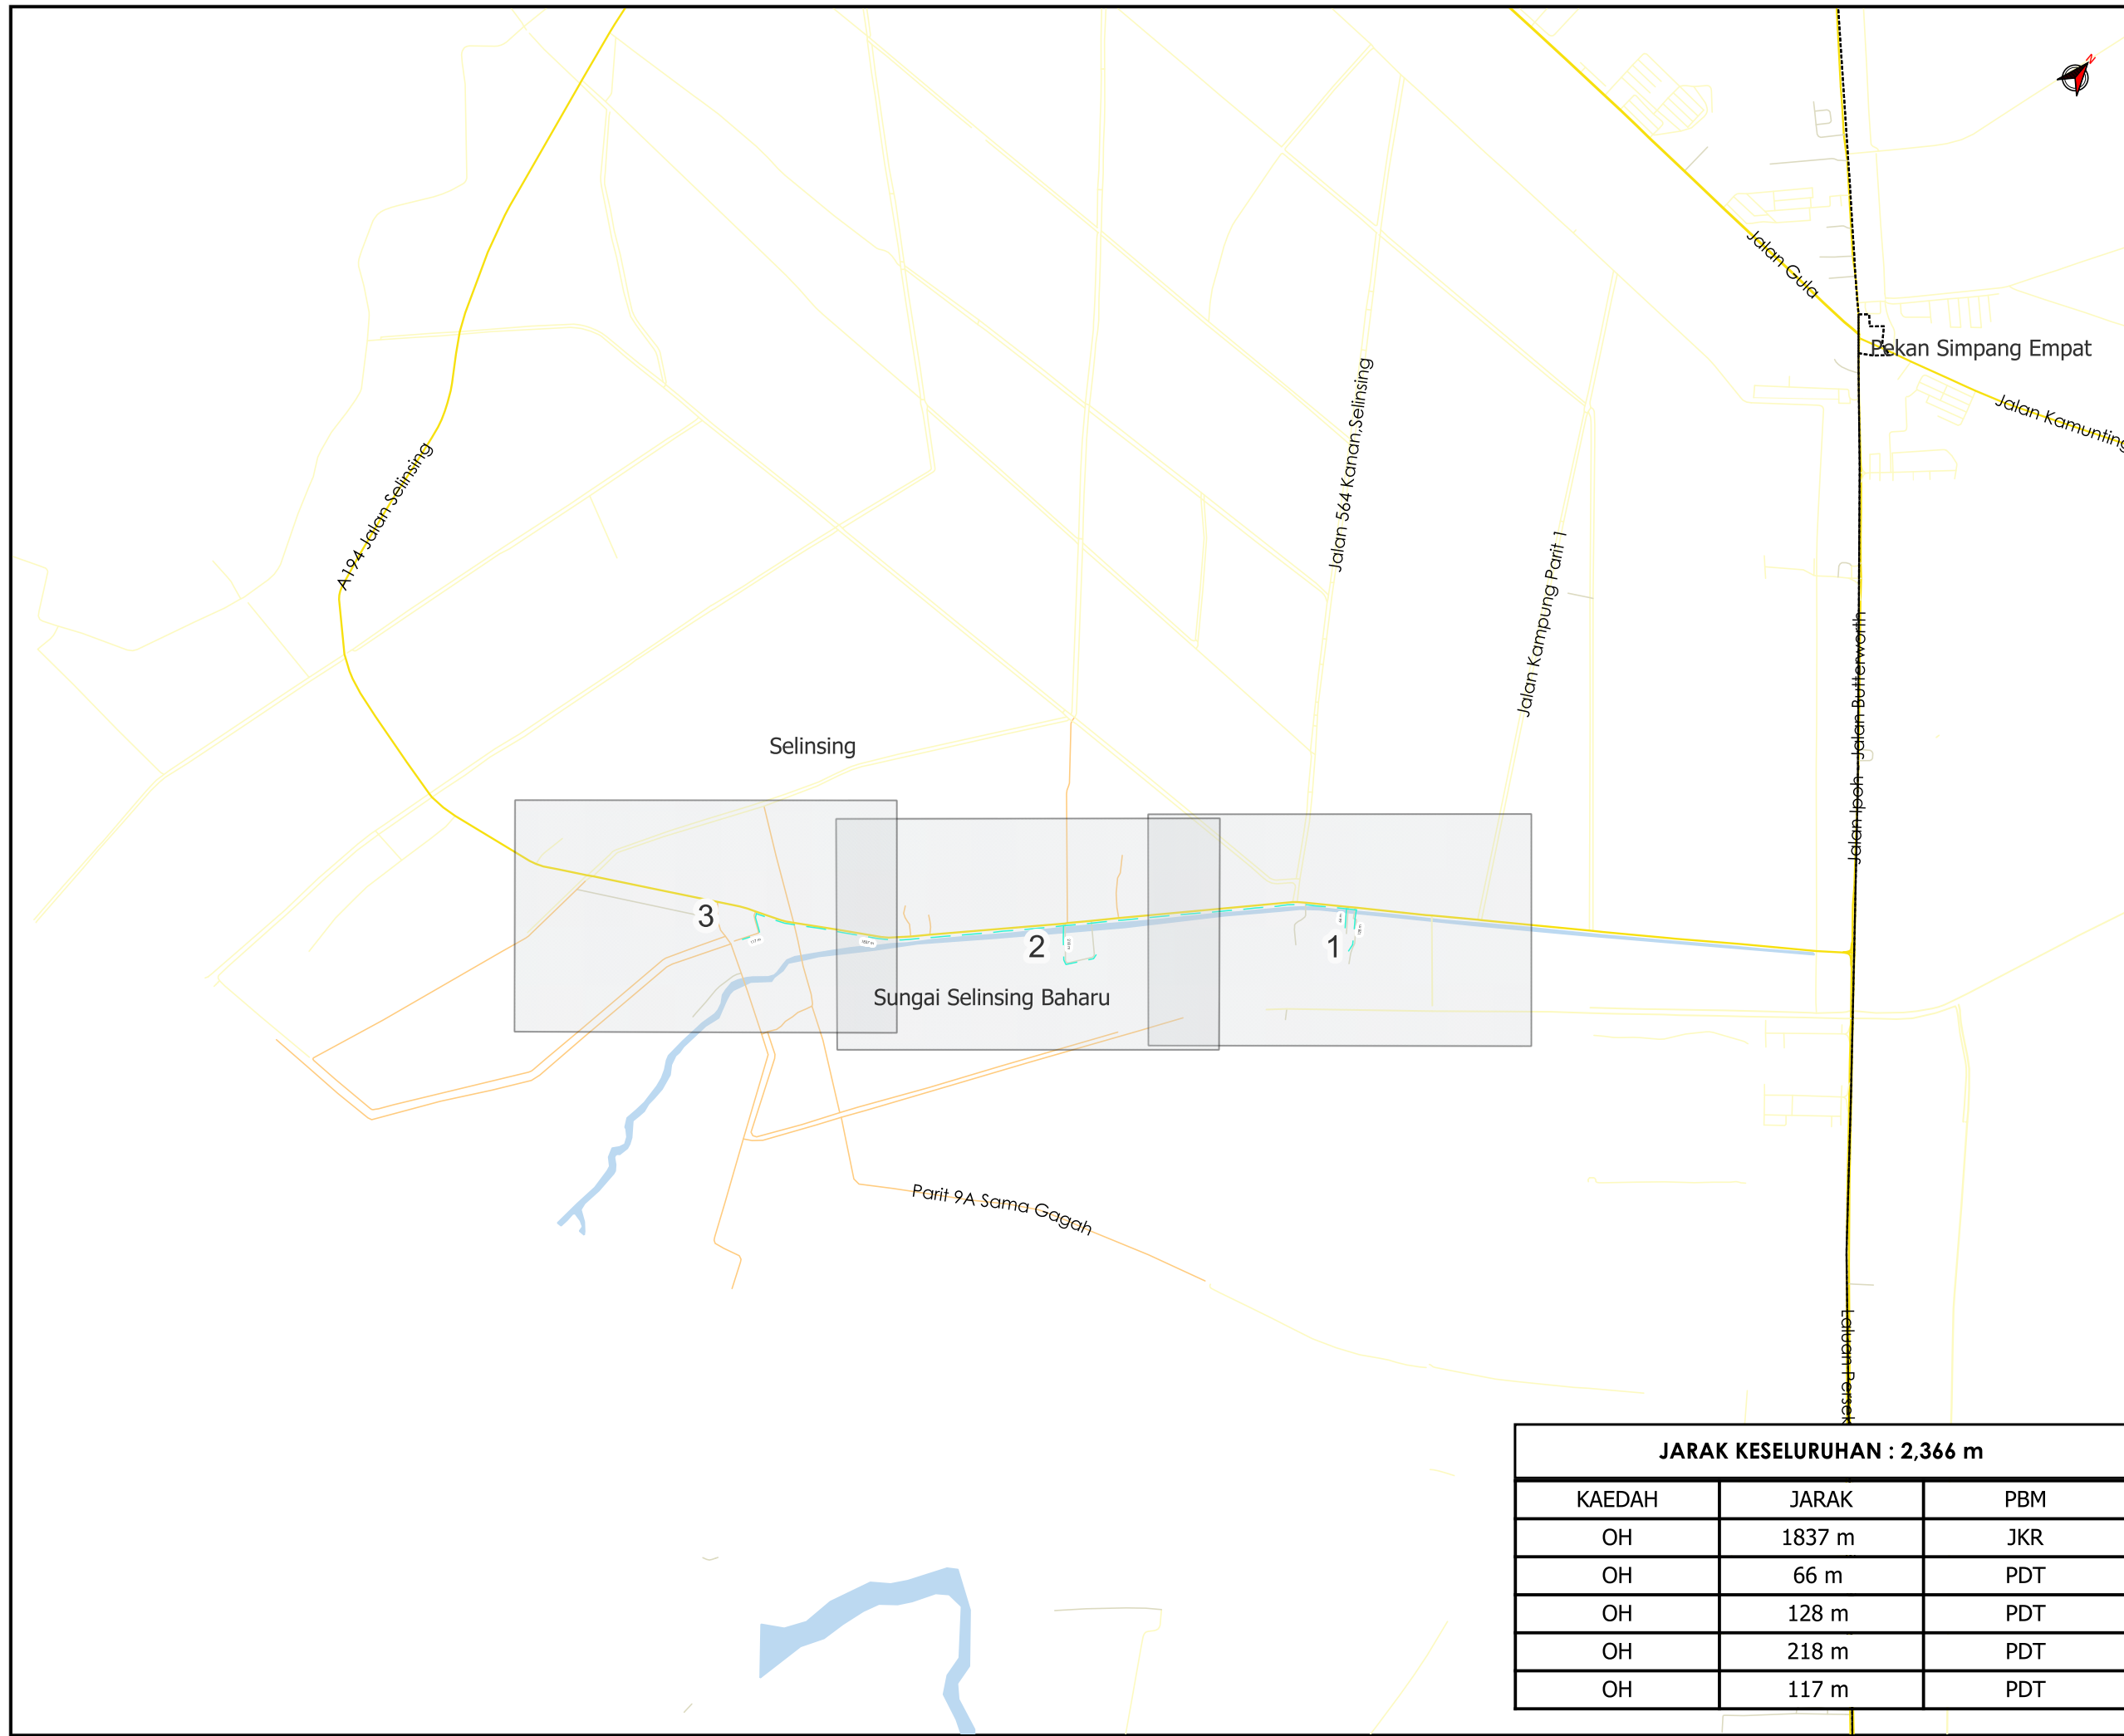 N
Jalan Gula
Pekan Simpang Empat
Jalan Kamunting
Jalan 564 Kanan,Selinsing
A194 Jalan Selinsing
Jalan Kampung Parit 1
Jalan Ipoh - Jalan Butterworth
Selinsing
3
2
1
Sungai Selinsing Baharu
Parit 9A Sama Gagah
Laluan Persek
JARAK KESELURUHAN : 2,366 m
KAEDAH JARAK PBM
OH 1837 m JKR
OH 66 m PDT
OH 128 m PDT
OH 218 m PDT
OH 117 m PDT